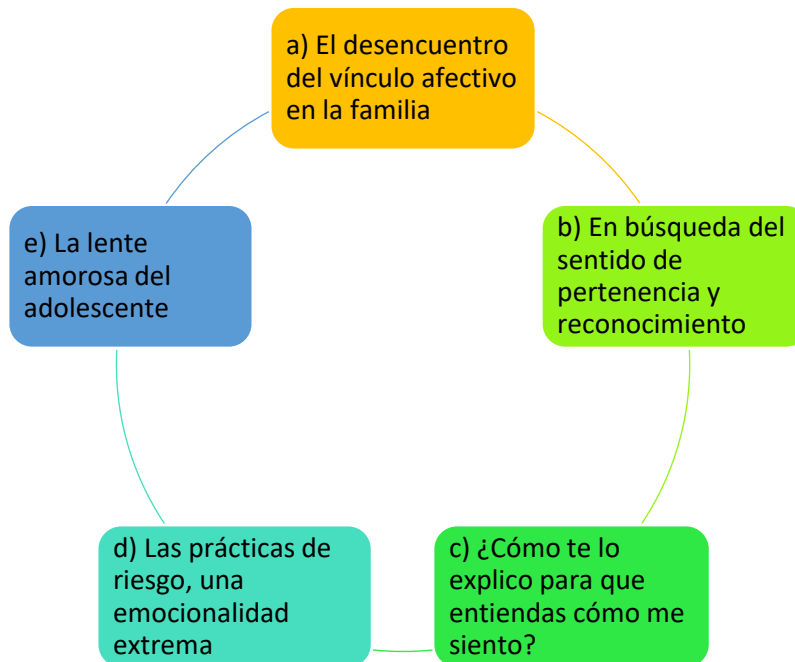 a) El desencuentro
del vínculo afectivo
en la familia
b) En búsqueda del
sentido de
pertenencia y
reconocimiento
c) ¿Cómo te lo
explico para que
entiendas cómo me
siento?
d) Las prácticas de
riesgo, una
emocionalidad
extrema
e) La lente
amorosa del
adolescente